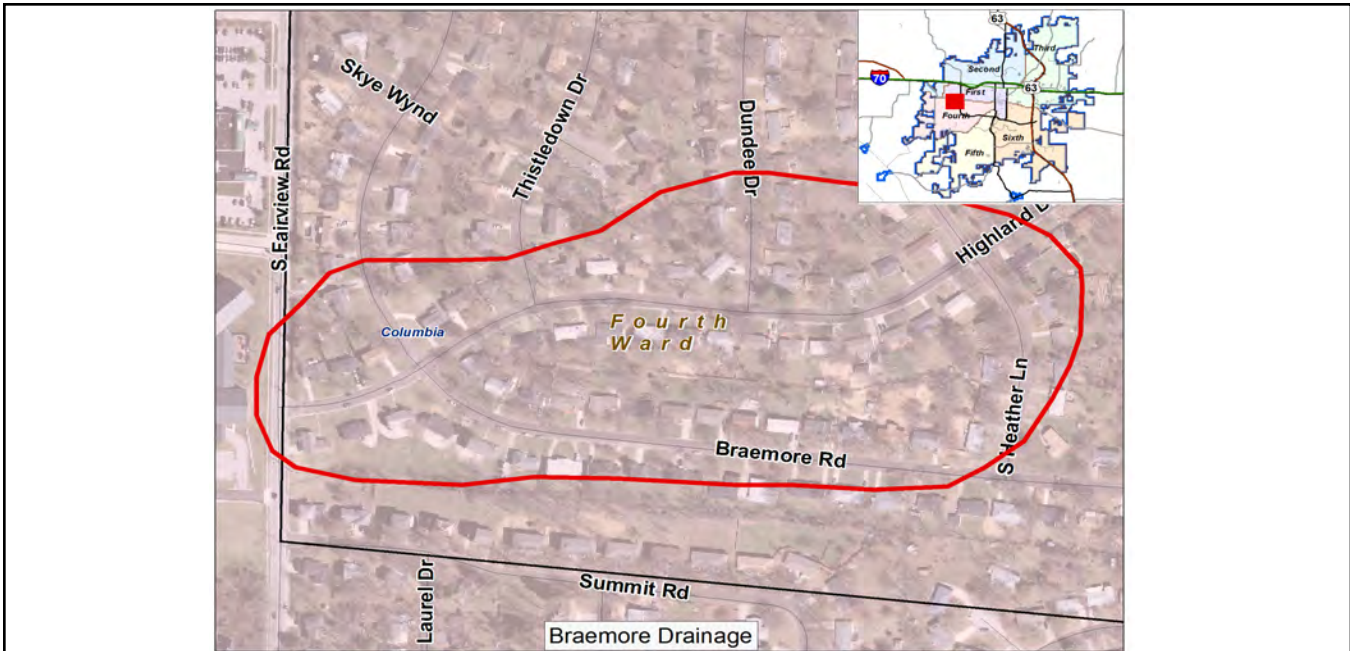 63
Third
Second
70
First
63
Fourth
Sixth
Fifth
Skye Wynd
Thistledown Dr
Dundee Dr
S Fairview Rd
Highland
Columbia
Fourth
Ward
S Heather Ln
Braemore Rd
Laurel Dr
Summit Rd
Braemore Drainage